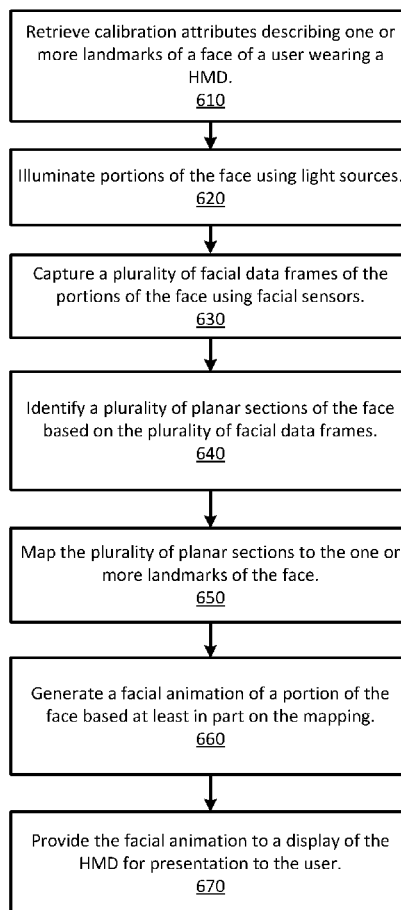 Retrieve calibration attributes describing one or
more landmarks of a face of a user wearing a
HMD.
610
Illuminate portions of the face using light sources.
620
Capture a plurality of facial data frames of the
portions of the face using facial sensors.
630
Identify a plurality of planar sections of the face
based on the plurality of facial data frames.
640
Map the plurality of planar sections to the one or
more landmarks of the face.
650
Generate a facial animation of a portion of the
face based at least in part on the mapping.
660
Provide the facial animation to a display of the
HMD for presentation to the user.
670